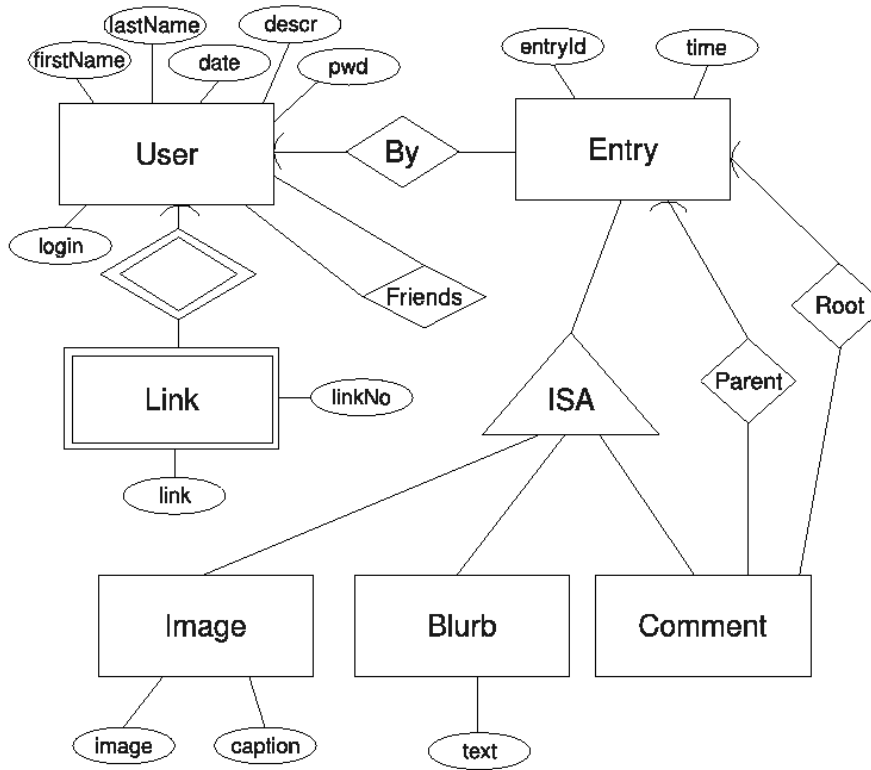 lastName
descr
firstName
date
pwd
entryId
time
User
By
Entry
login
Friends
Root
Link
linkNo
ISA
Parent
link
Image
Blurb
Comment
image
caption
text